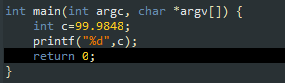 int main(int argc, char *argv[]) {
int c=99.9848;
printf("%d",c);
return 0;
}